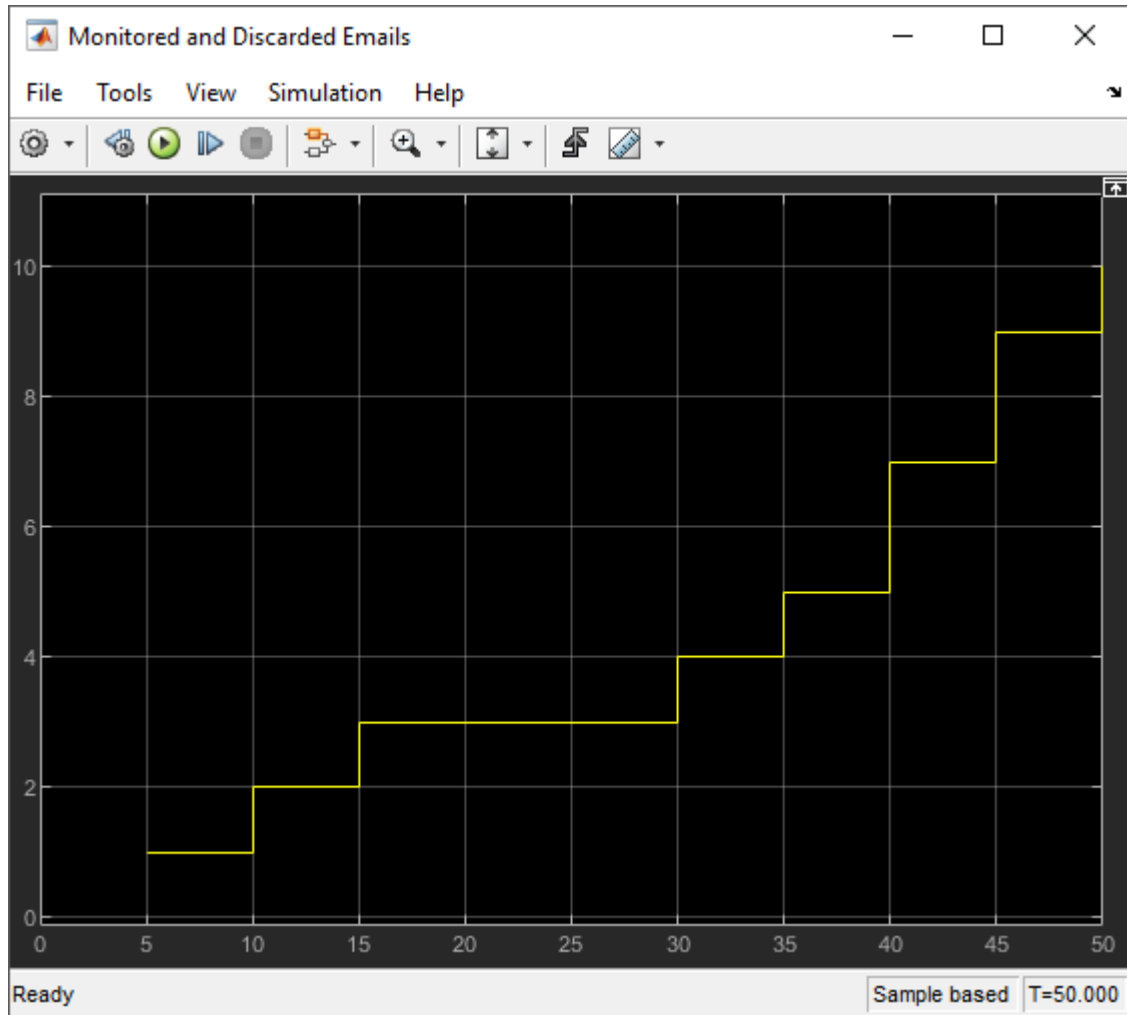 Monitored and Discarded Emails
File Tools View Simulation Help
10
8
6
4
2
0
0 5 10 15 20 25 30 35 40 45 50
Ready Sample based T=50.000